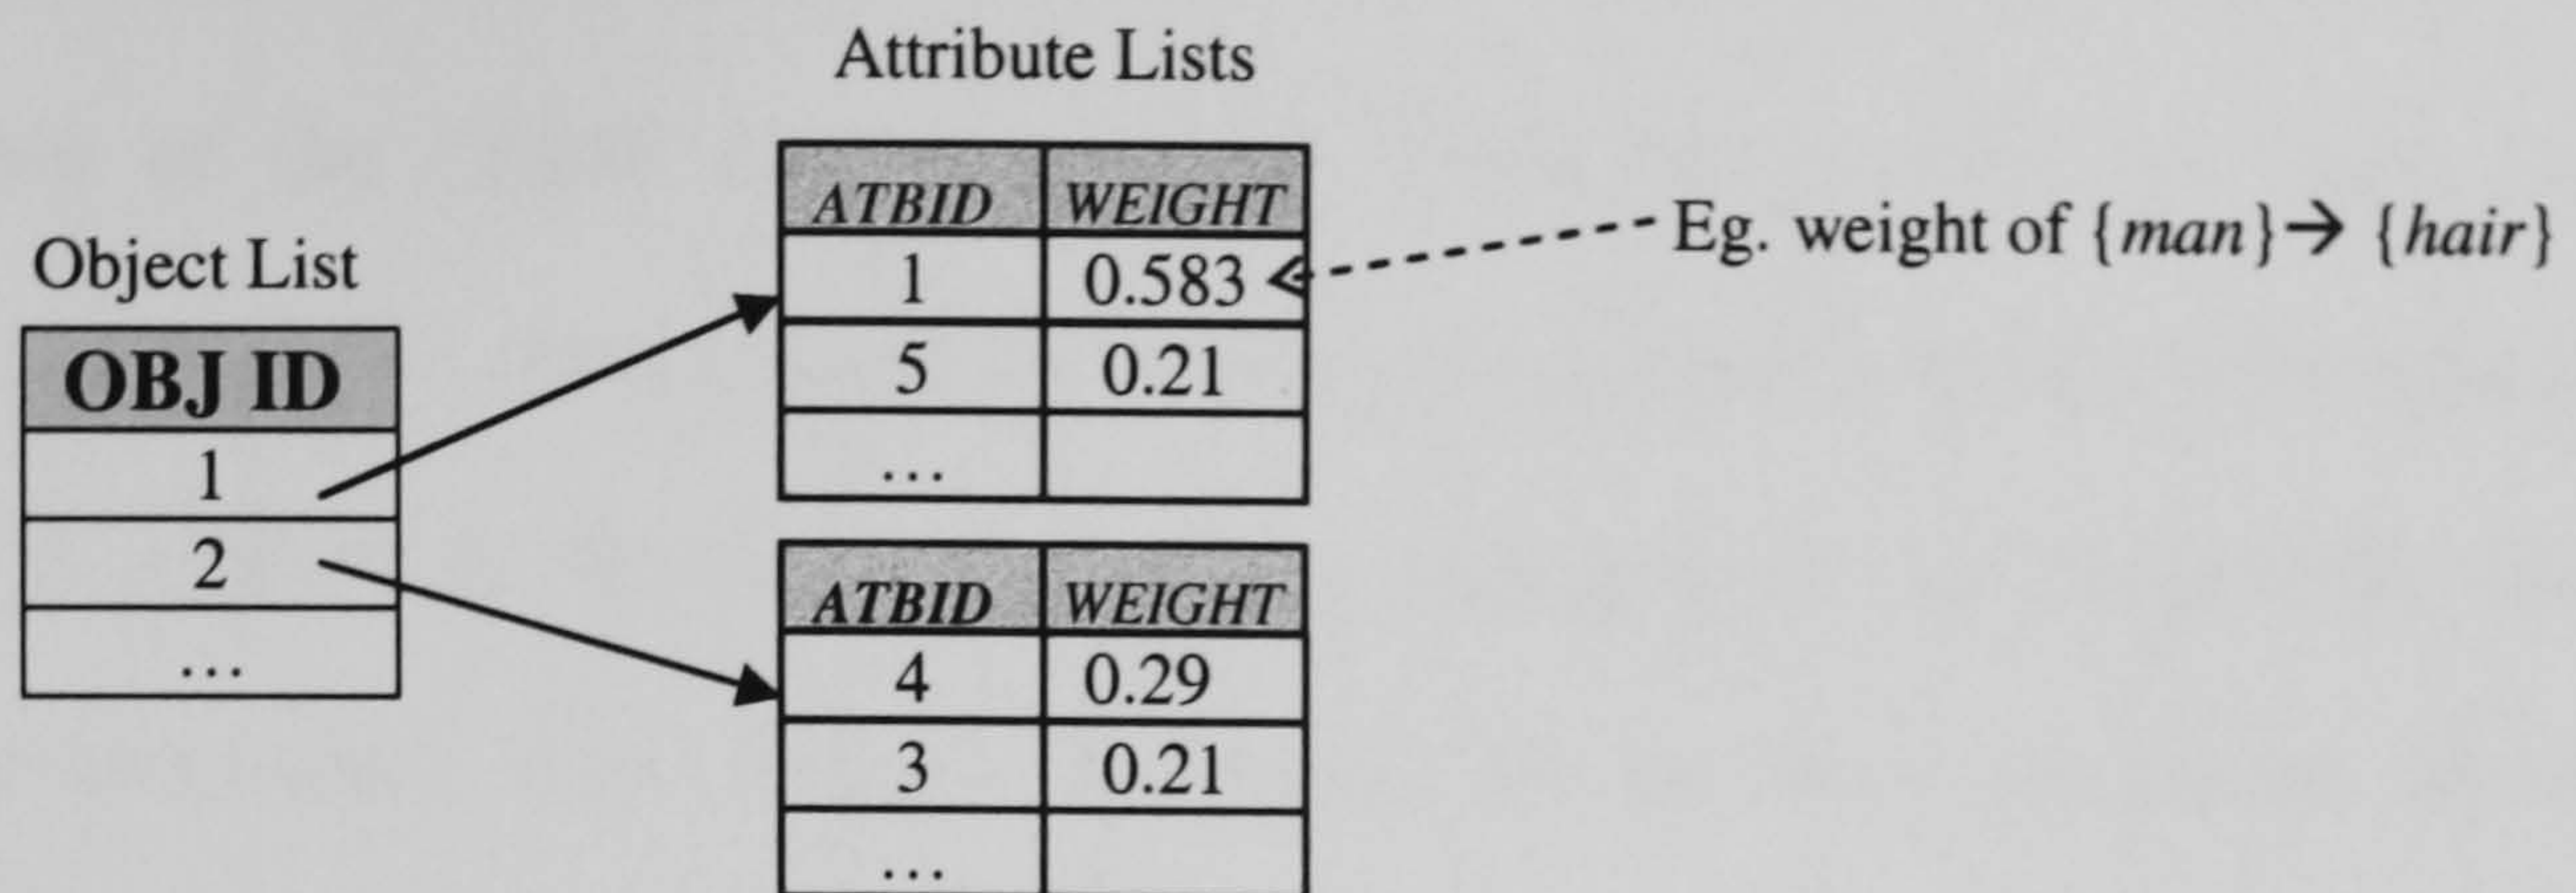 Attribute Lists
ATBID WEIGHT
1 0.583
5 0.21
...
Eg. weight of {man}→ {hair}
Object List
OBJ ID
1
2
...
ATBID WEIGHT
4 0.29
3 0.21
...